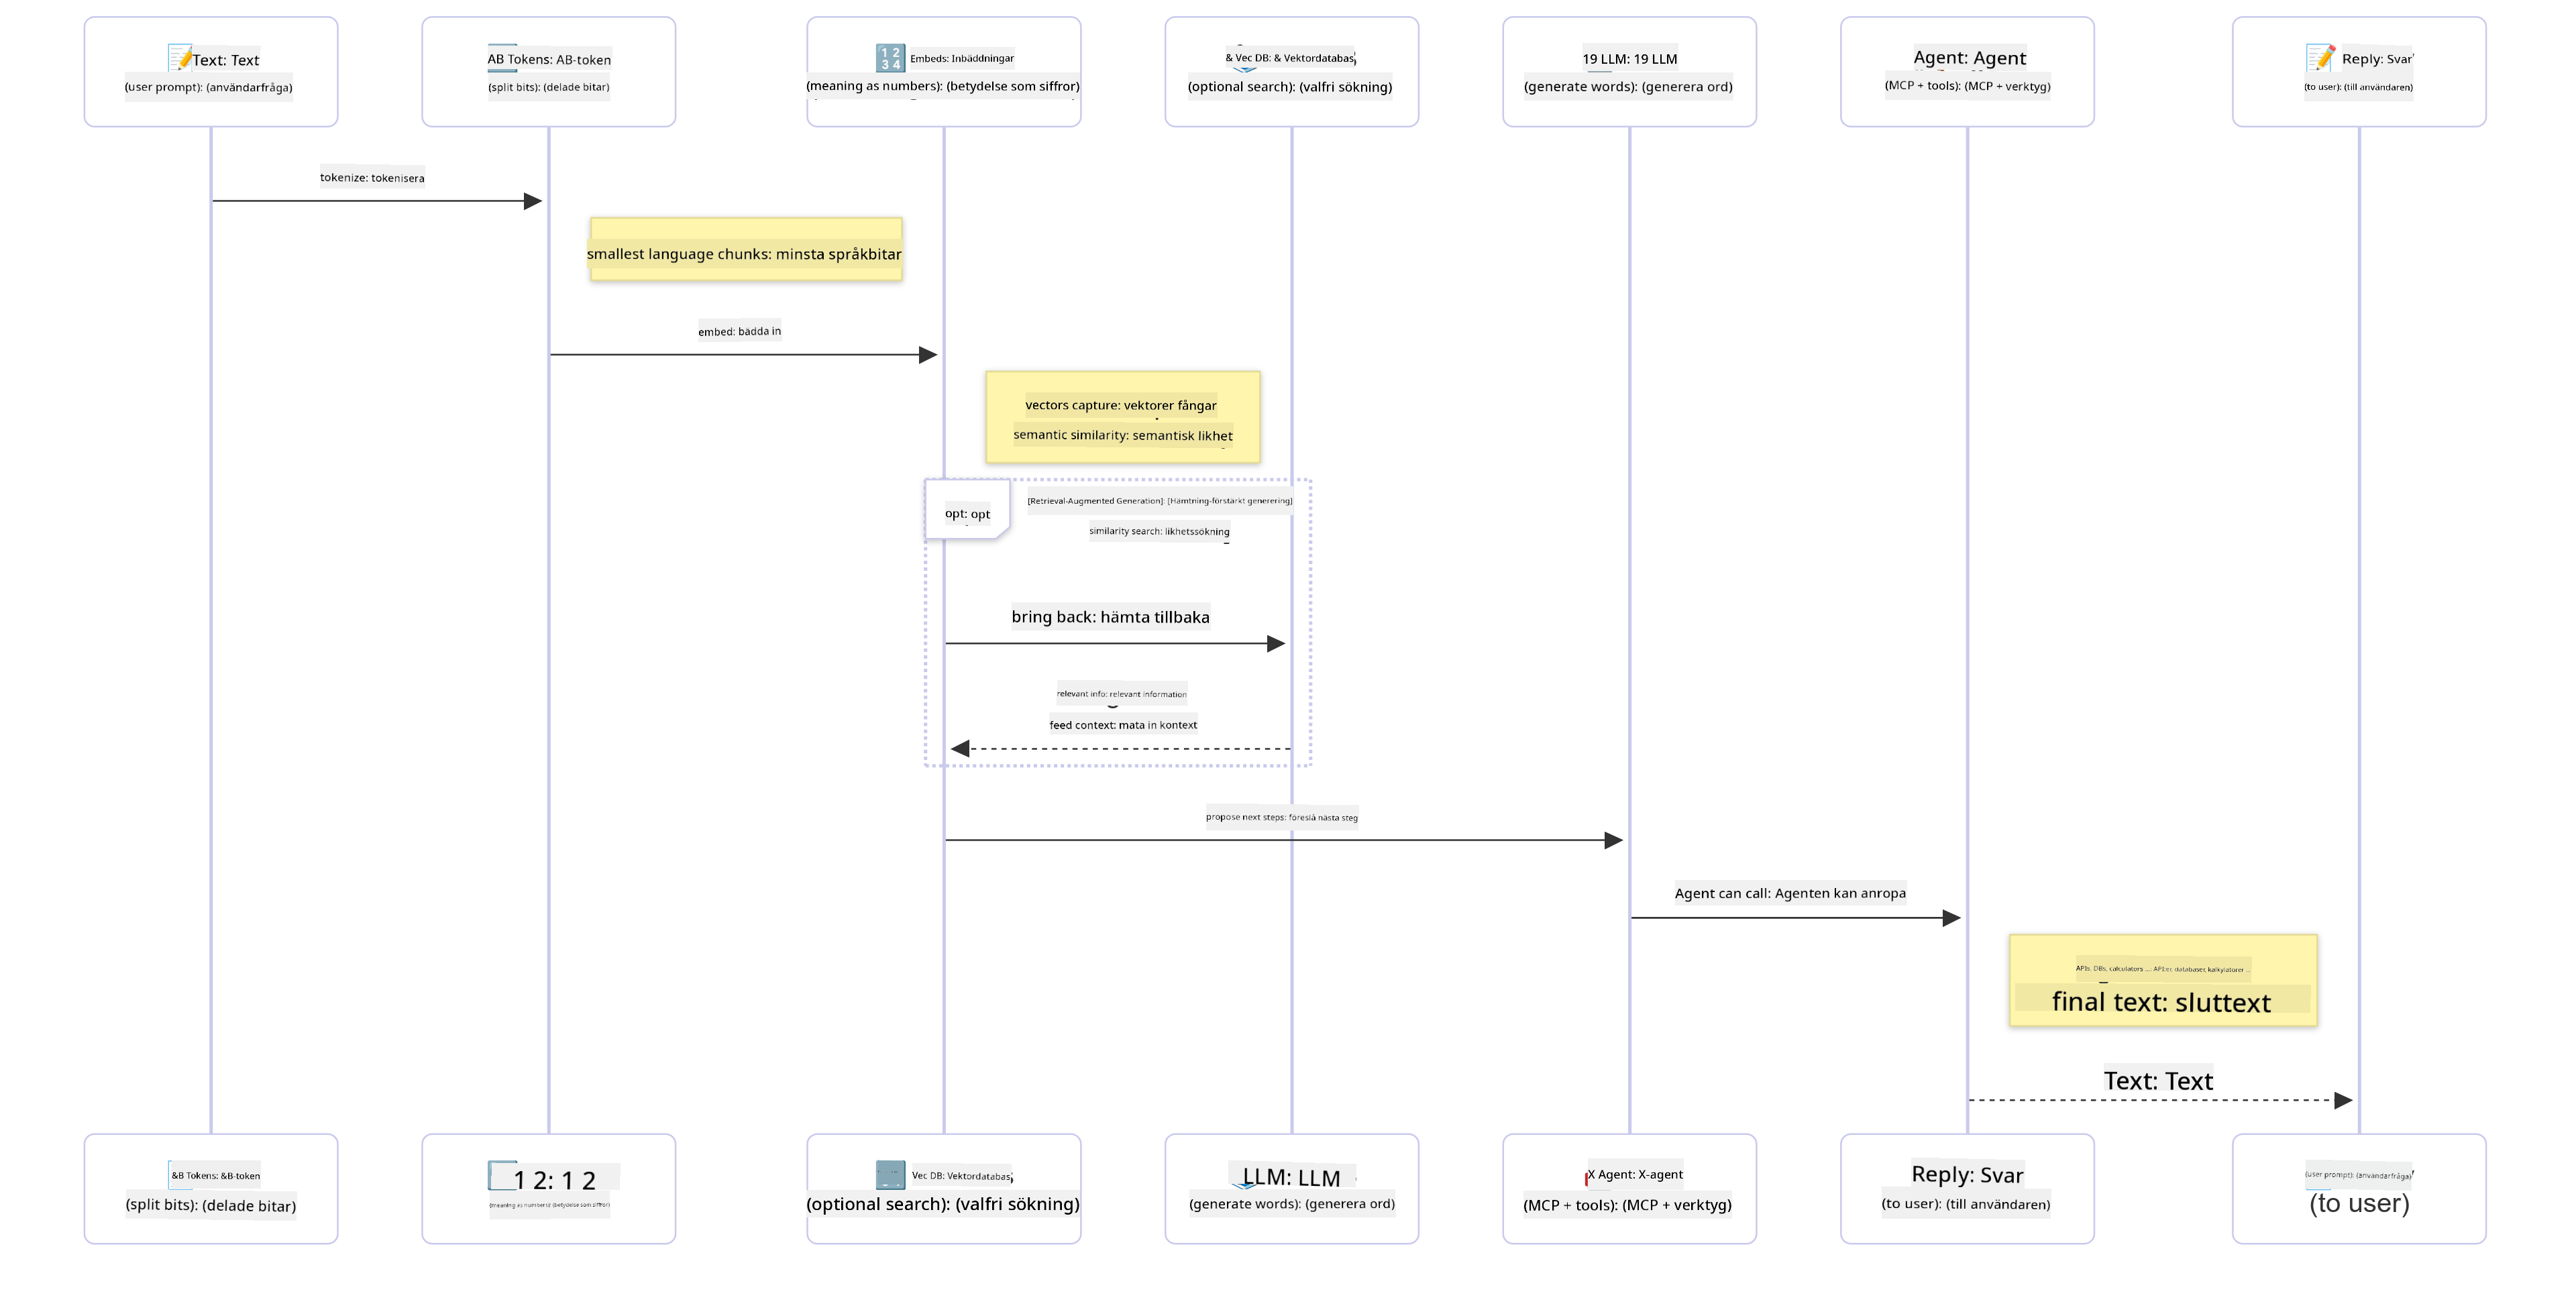 Text: Text
(user prompt): (användarfråga)
AB Tokens: AB-token
(split bits): (delade bitar)
1 2 3 4 Embeds: Inbäddningar
(meaning as numbers): (betydelse som siffror)
& Vec DB: & Vektordatabas
(optional search): (valfri sökning)
19 LLM: 19 LLM
(generate words): (generera ord)
Agent: Agent
(MCP + tools): (MCP + verktyg)
Reply: Svar
(to user): (till användaren)
tokenize: tokenisera
smallest language chunks: minsta språkbitar
embed: bädda in
vectors capture: vektorer fångar
semantic similarity: semantisk likhet
opt: opt
[Retrieval-Augmented Generation]: [Hämtning-förstärkt generering]
similarity search: likhetssökning
bring back: hämta tillbaka
relevant info: relevant information
feed context: mata in kontext
propose next steps: föreslå nästa steg
Agent can call: Agenten kan anropa
APIs, DBs, calculators ...: API:er, databaser, kalkylatorer ...
final text: sluttext
Text: Text
&B Tokens: &B-token
(split bits): (delade bitar)
1 2: 1 2
(meaning as numbers): (betydelse som siffror)
Vec DB: Vektordatabas
(optional search): (valfri sökning)
LLM: LLM
(generate words): (generera ord)
X Agent: X-agent
(MCP + tools): (MCP + verktyg)
Reply: Svar
(to user): (till användaren)
(user prompt): (användarfråga)
(to user)